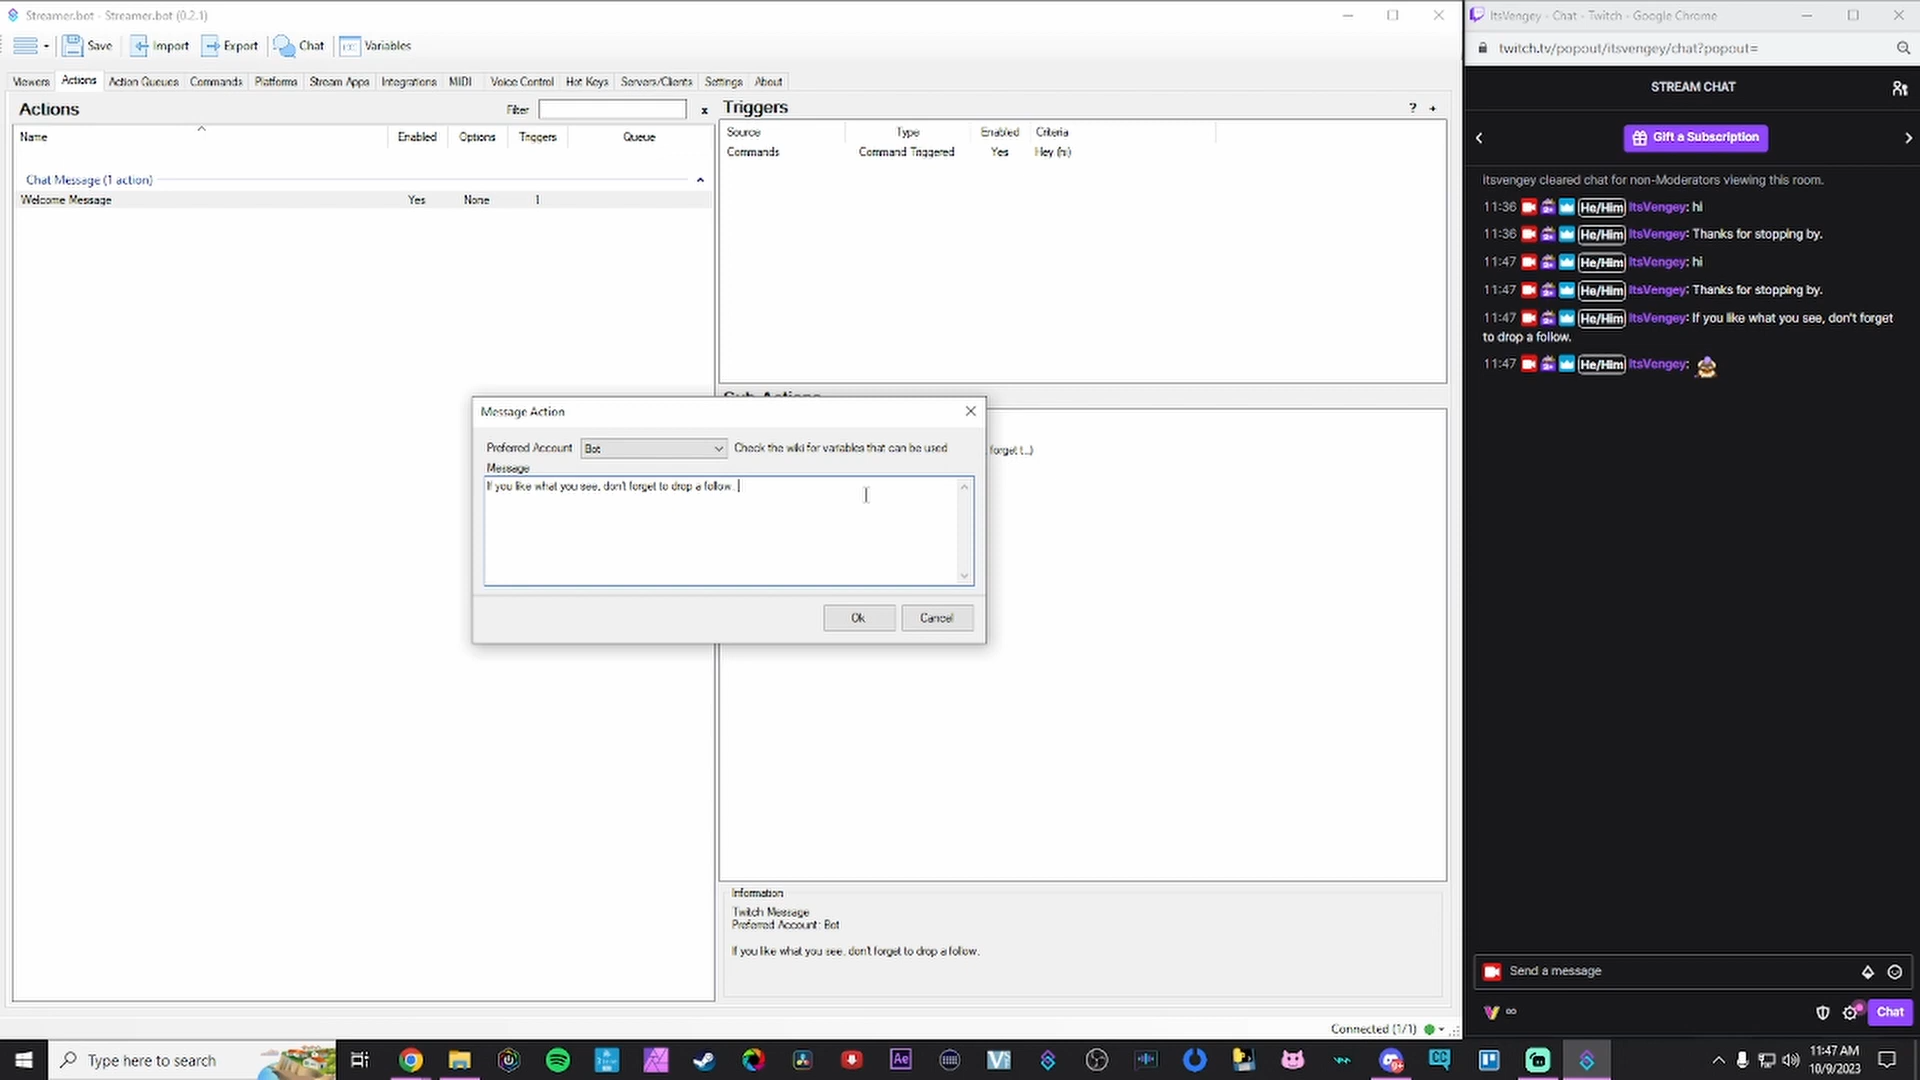 Streamer.bot - Streamer.bot (0.2.1)
Save Import Export Chat Variables
Viewers Actions Action Queues Commands Platforms Stream Apps Integrations MIDI Voice Control Hot Keys Servers/Clients Settings About
Actions
Filter
x
Name Enabled Options Triggers Queue
Chat Message (1 action)
Welcome Message Yes None 1
Triggers
? +
Source Type Enabled Criteria
Commands Command Triggered Yes Hey (hi)
forget t...)
Message Action
Preferred Account Bot Check the wiki for variables that can be used
Message
If you like what you see, don't forget to drop a follow.
Ok Cancel
Information
Twitch Message
Preferred Account: Bot
If you like what you see, don't forget to drop a follow.
Connected (1/1)
ItsVengey - Chat - Twitch - Google Chrome
twitch.tv/popout/itsvengey/chat?popout=
STREAM CHAT
Gift a Subscription
Itsvengey cleared chat for non-Moderators viewing this room.
11:36 He/Him ItsVengey: hi
11:36 He/Him ItsVengey: Thanks for stopping by.
11:47 He/Him ItsVengey: hi
11:47 He/Him ItsVengey: Thanks for stopping by.
11:47 He/Him ItsVengey: If you like what you see, don't forget
to drop a follow.
11:47 He/Him ItsVengey:
Send a message
∞
Chat
Type here to search
Ae
CC
11:47 AM
10/9/2023